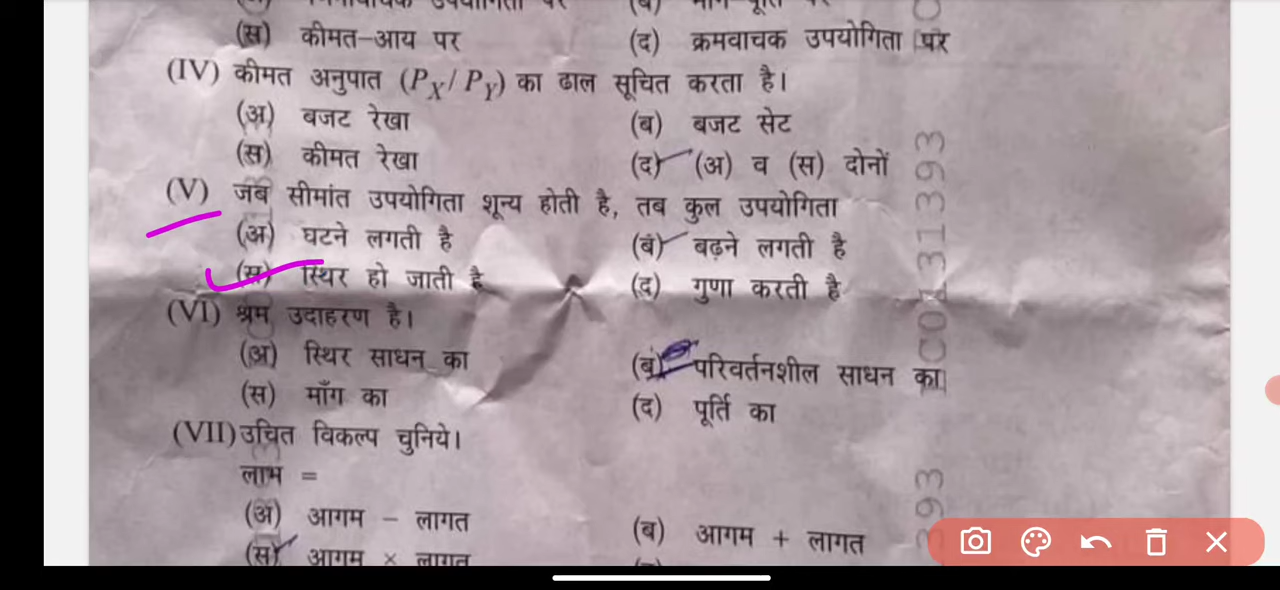 (स) कीमत-आय पर (द) क्रमवाचक उपयोगिता पर
(IV) कीमत अनुपात (PX/ PY) का ढाल सूचित करता है।
(अ) बजट रेखा (ब) बजट सेट
(स) कीमत रेखा (द) (अ) व (स) दोनों
(V) जब सीमांत उपयोगिता शून्य होती है, तब कुल उपयोगिता
(अ) घटने लगती है (ब) बढ़ने लगती है
(स) स्थिर हो जाती है (द) गुणा करती है
(VI) श्रम उदाहरण है।
(अ) स्थिर साधन का (ब) परिवर्तनशील साधन का
(स) माँग का (द) पूर्ति का
(VII) उचित विकल्प चुनिये।
लाभ =
(अ) आगम - लागत (ब) आगम + लागत
(स) आगम × लागत
C0131393
393